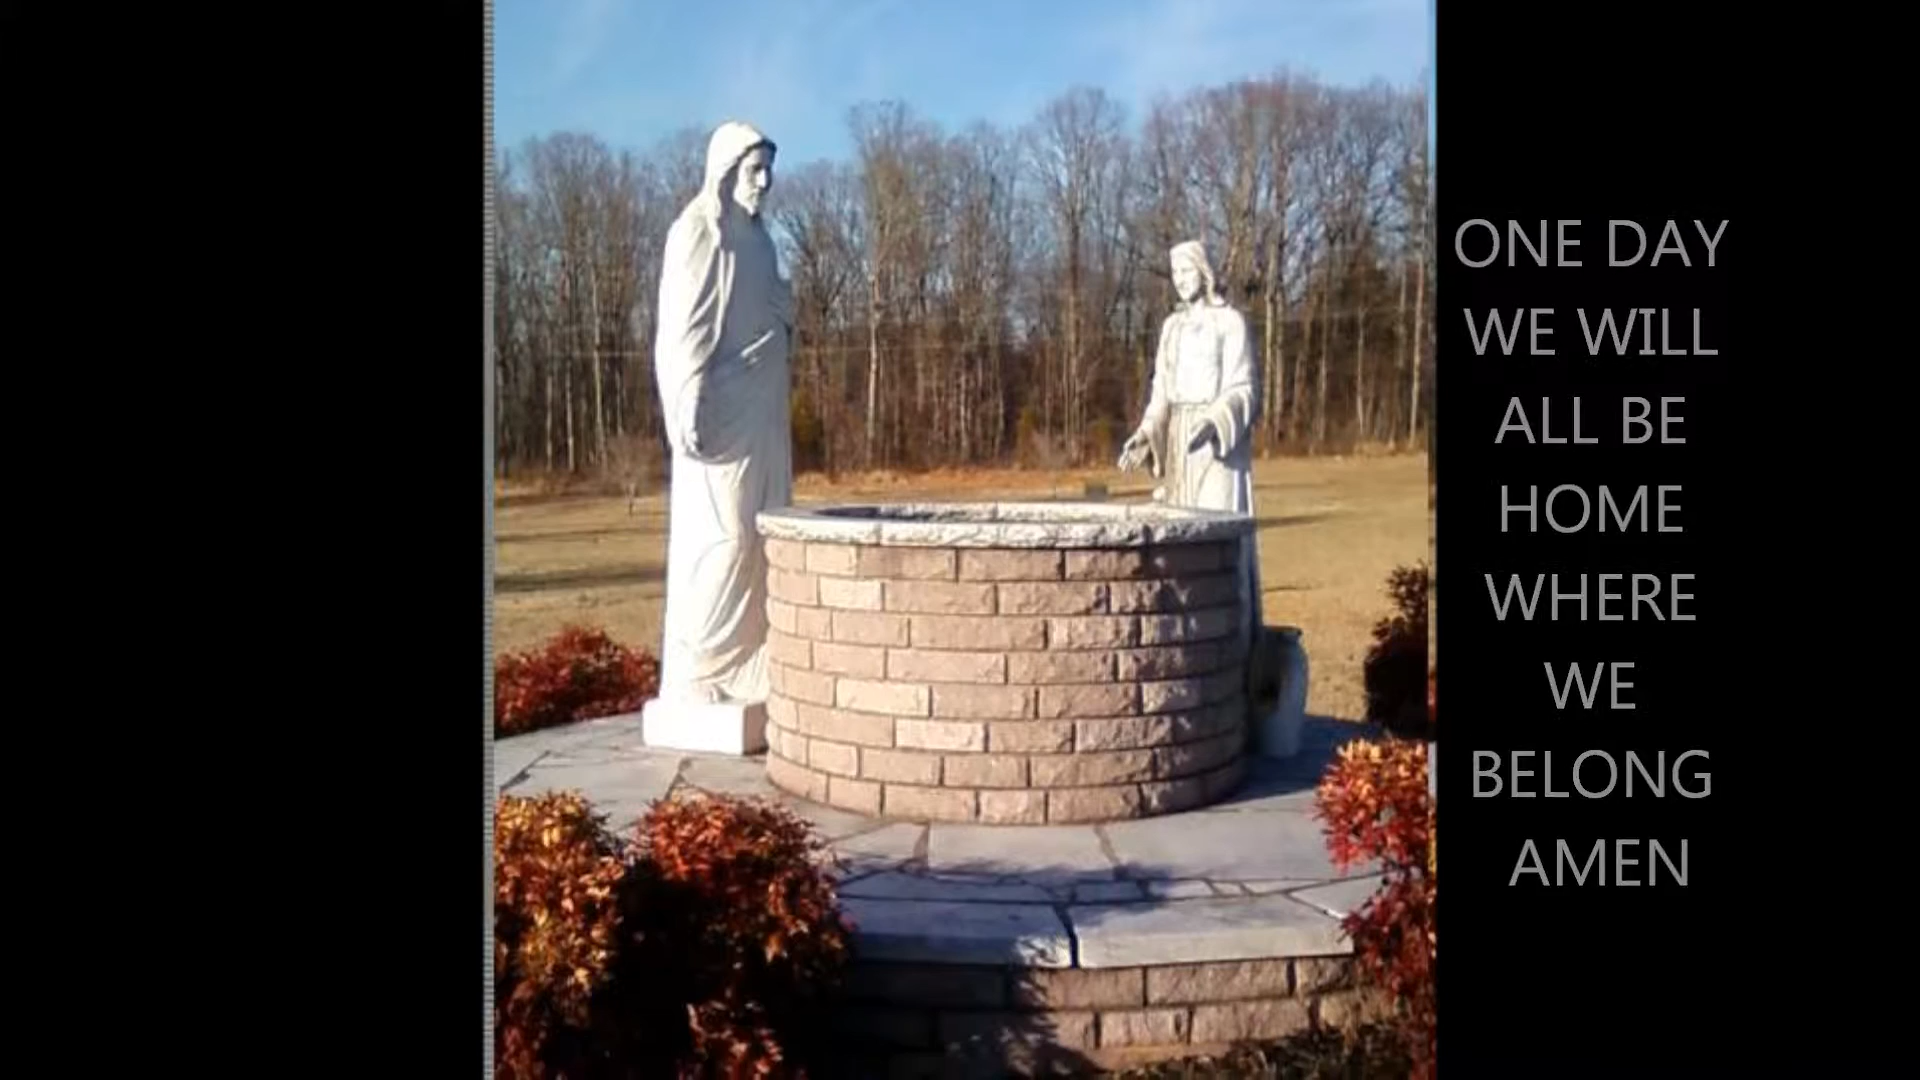 ONE DAY
WE WILL
ALL BE
HOME
WHERE
WE
BELONG
AMEN